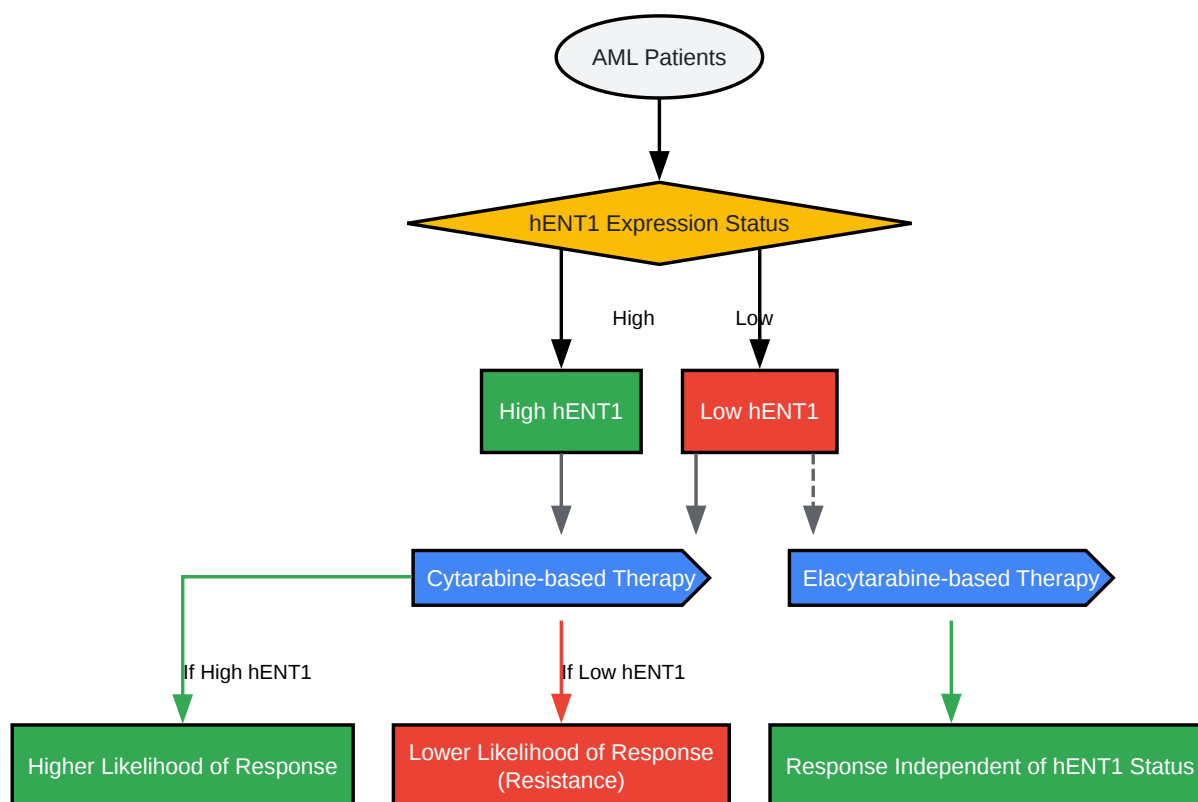 AML Patients
hENT1 Expression Status
High
Low
High hENT1
Low hENT1
Cytarabine-based Therapy
Elacytarabine-based Therapy
If High hENT1
If Low hENT1
Higher Likelihood of Response
Lower Likelihood of Response
(Resistance)
Response Independent of hENT1 Status